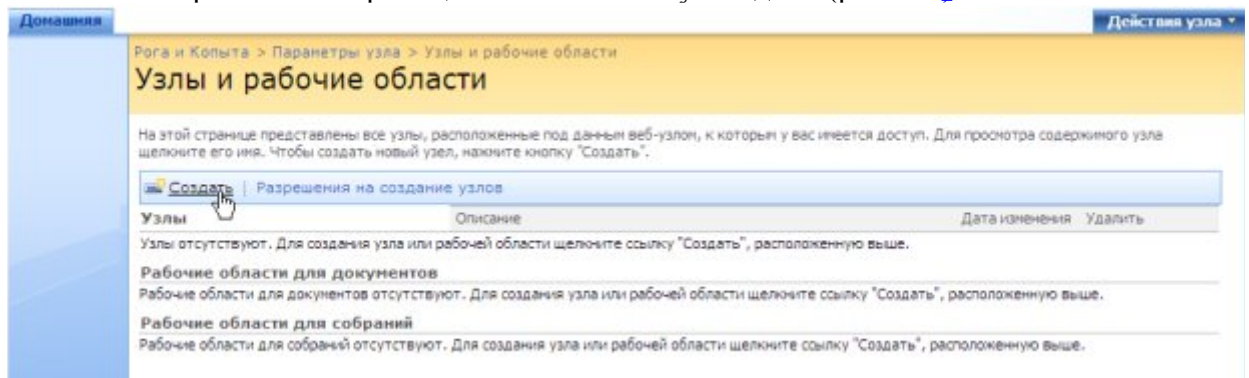 Домашняя
Действия узла
Рога и Копыта > Параметры узла > Узлы и рабочие области
Узлы и рабочие области
На этой странице представлены все узлы, расположенные под данным веб-узлом, к которым у вас имеется доступ. Для просмотра содержимого узла
щелкните его имя. Чтобы создать новый узел, нажмите кнопку "Создать".
Создать | Разрешения на создание узлов
Узлы Описание Дата изменения Удалить
Узлы отсутствуют. Для создания узла или рабочей области щелкните ссылку "Создать", расположенную выше.
Рабочие области для документов
Рабочие области для документов отсутствуют. Для создания узла или рабочей области щелкните ссылку "Создать", расположенную выше.
Рабочие области для собраний
Рабочие области для собраний отсутствуют. Для создания узла или рабочей области щелкните ссылку "Создать", расположенную выше.